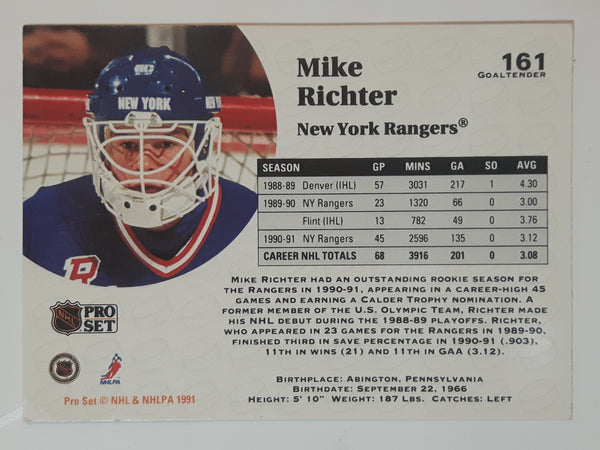 NEW YORK
NEW YORK
Mike
Richter
161
GOALTENDER
New York Rangers®
SEASON GP MINS GA SO AVG
1988-89 Denver (IHL) 57 3031 217 1 4.30
1989-90 NY Rangers 23 1320 66 0 3.00
Flint (IHL) 13 782 49 0 3.76
1990-91 NY Rangers 45 2596 135 0 3.12
CAREER NHL TOTALS 68 3916 201 0 3.08
MIKE RICHTER HAD AN OUTSTANDING ROOKIE SEASON FOR
THE RANGERS IN 1990-91, APPEARING IN A CAREER-HIGH 45
GAMES AND EARNING A CALDER TROPHY NOMINATION. A
FORMER MEMBER OF THE U.S. OLYMPIC TEAM, RICHTER MADE
HIS NHL DEBUT DURING THE 1988-89 PLAYOFFS. RICHTER,
WHO APPEARED IN 23 GAMES FOR THE RANGERS IN 1989-90,
FINISHED THIRD IN SAVE PERCENTAGE IN 1990-91 (.903),
11TH IN WINS (21) AND 11TH IN GAA (3.12).
BIRTHPLACE: ABINGTON, PENNSYLVANIA
BIRTHDATE: SEPTEMBER 22, 1966
HEIGHT: 5' 10" WEIGHT: 187 LBS. CATCHES: LEFT
R
NHL
PRO
SET
NHLPA
Pro Set © NHL & NHLPA 1991